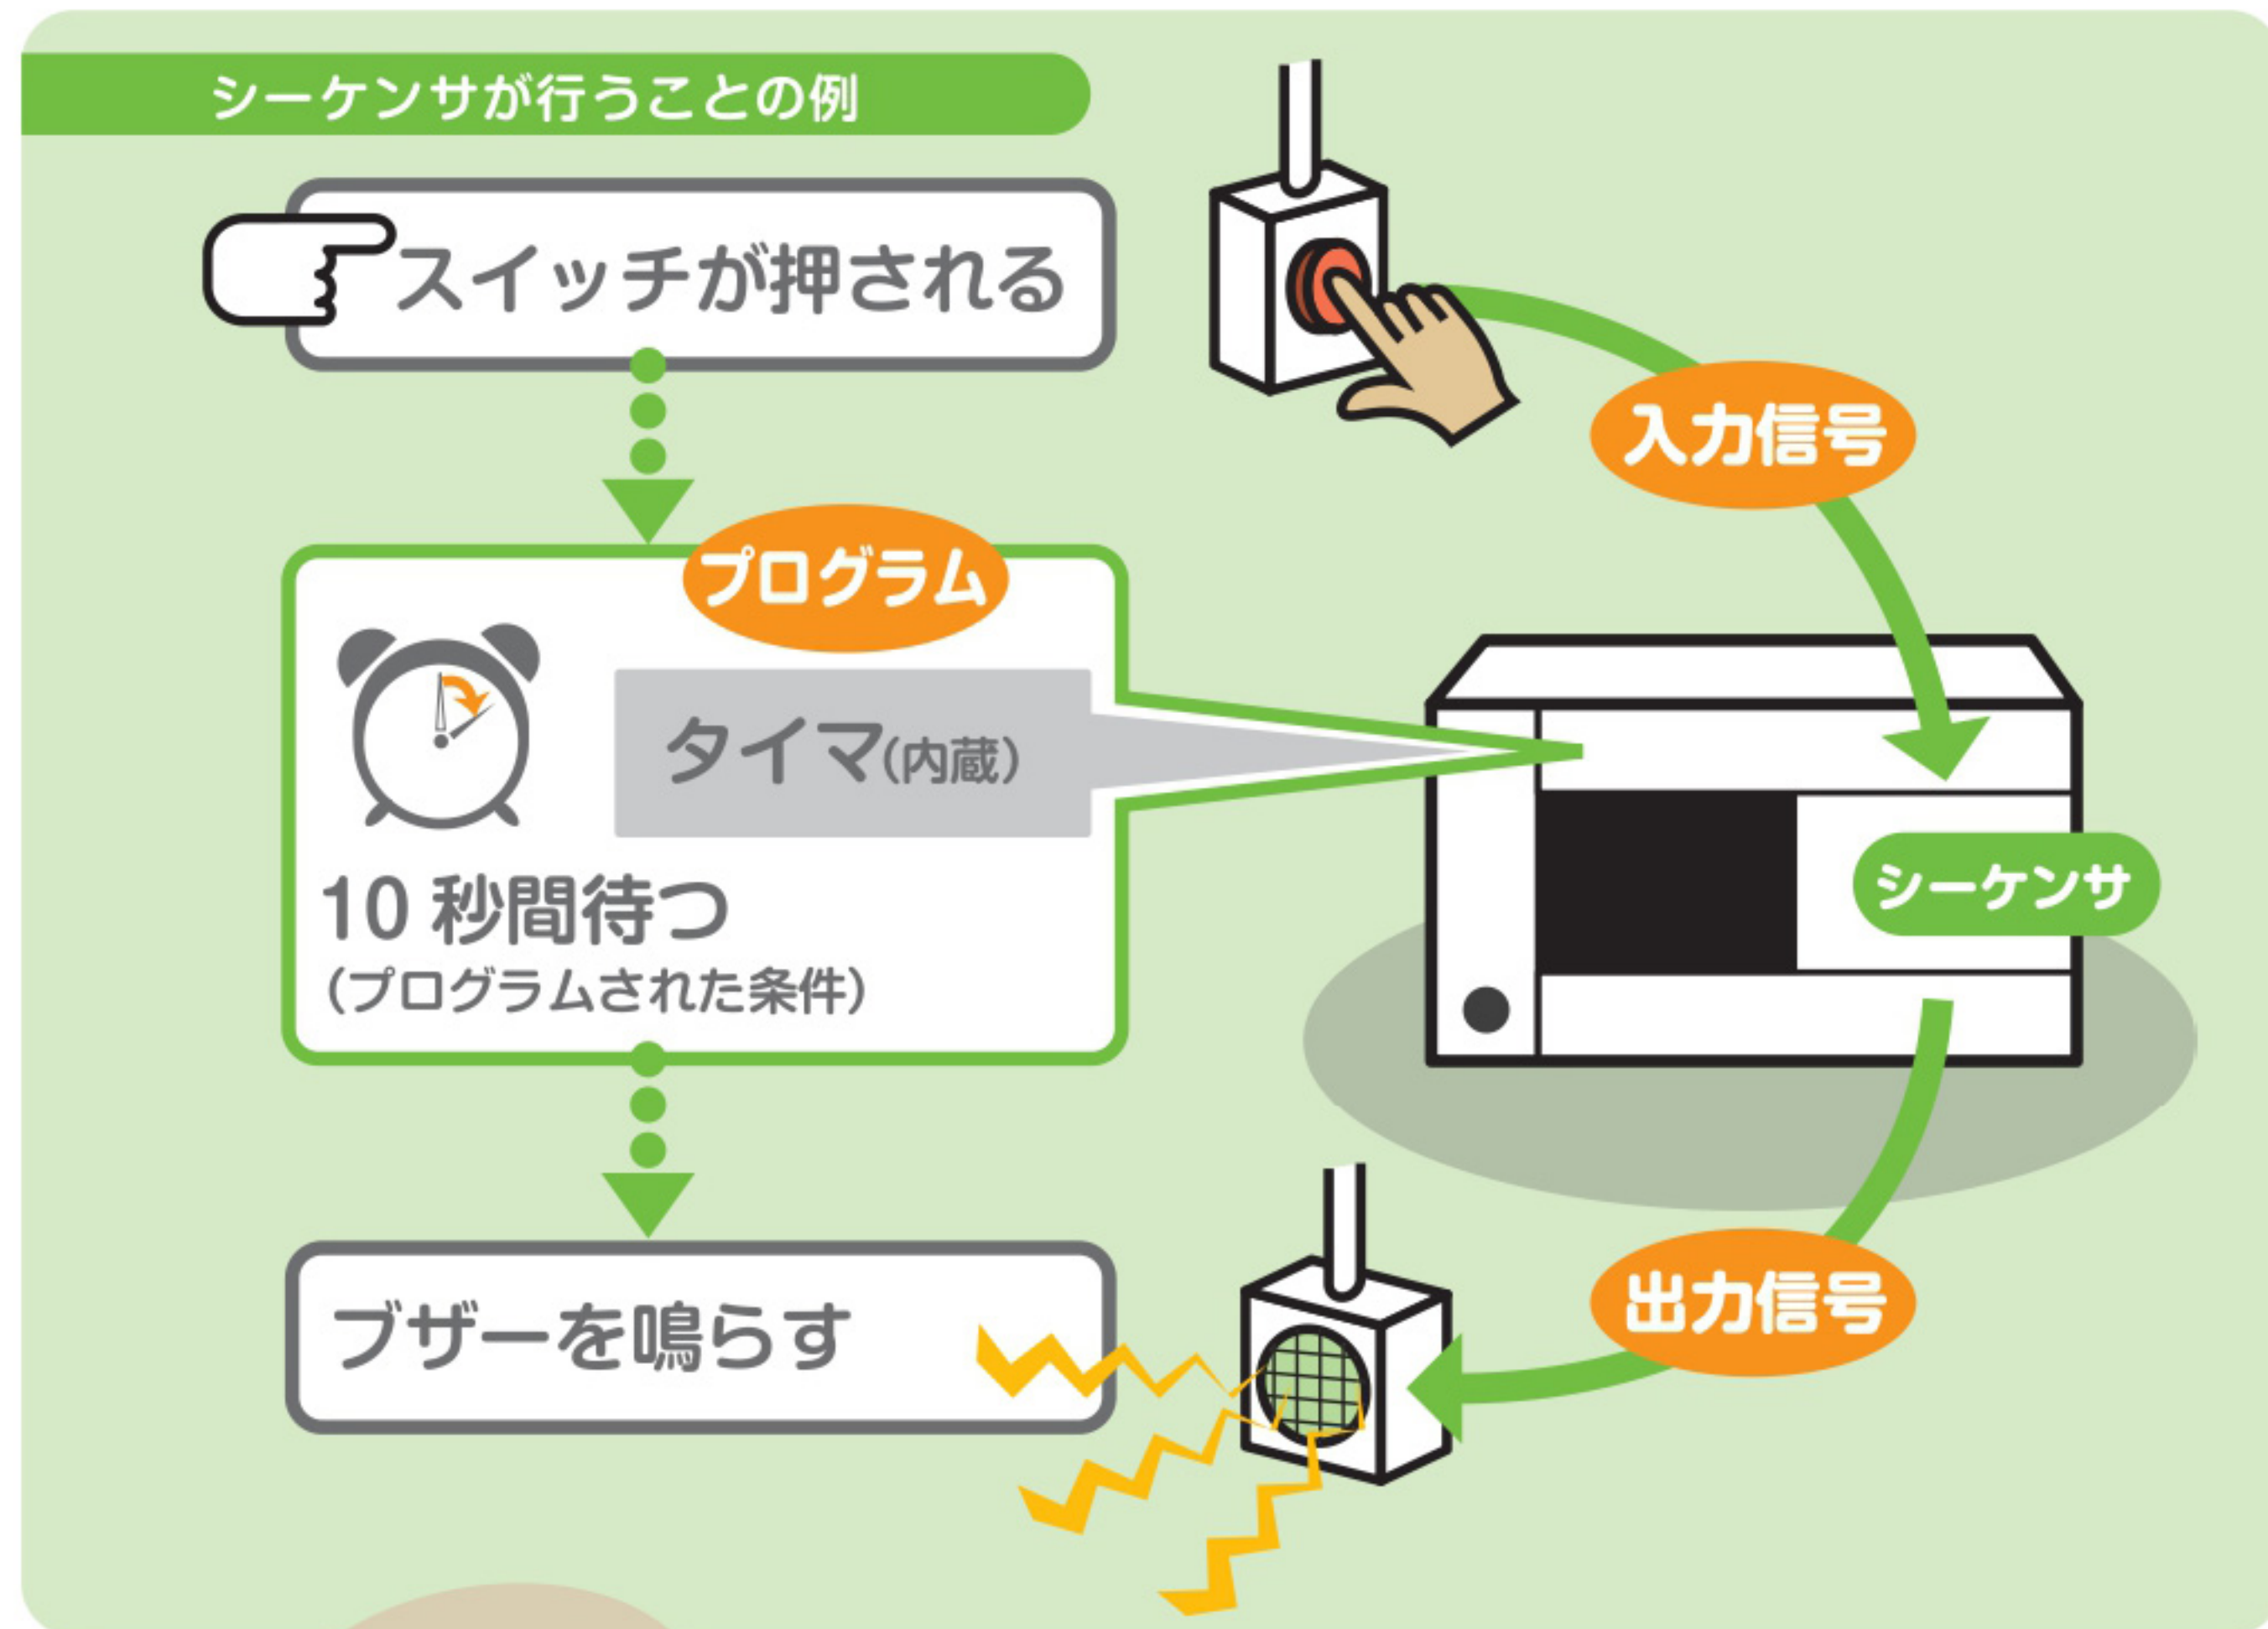 シーケンサが行うことの例
スイッチが押される
入力信号
プログラム
タイマ(内蔵)
10 秒間待つ
(プログラムされた条件)
シーケンサ
ブザーを鳴らす
出力信号